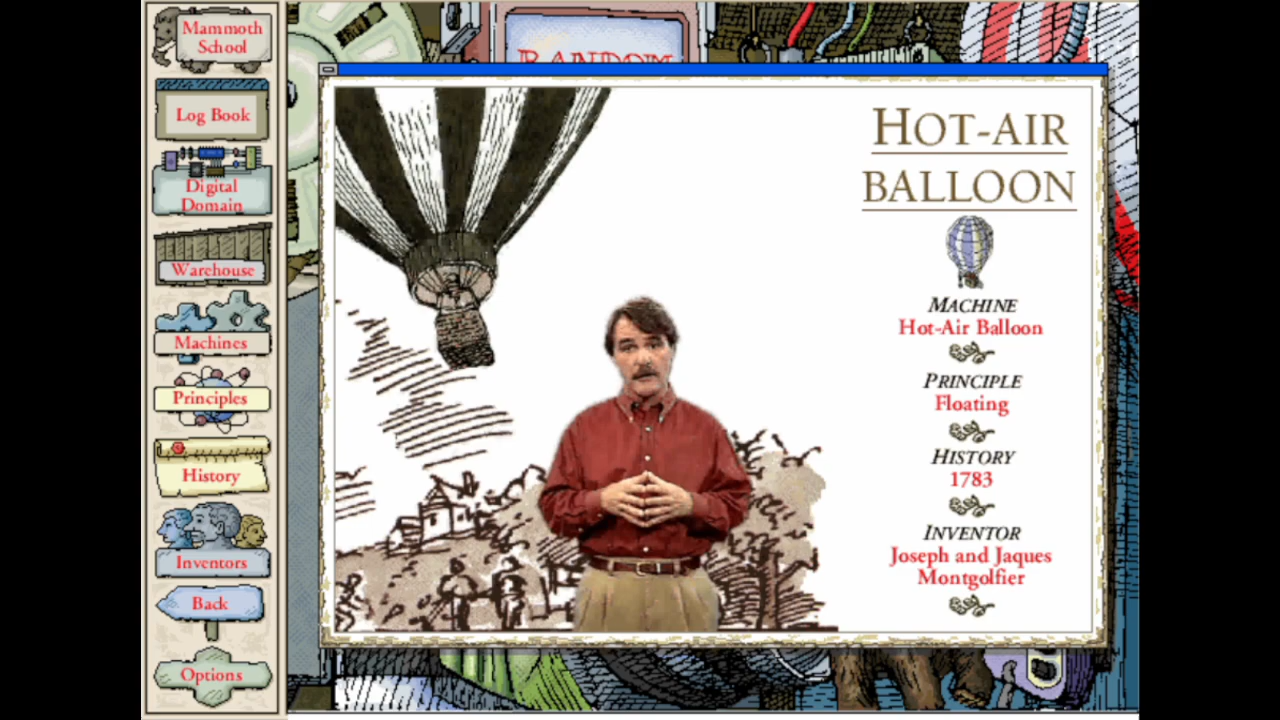 Mammoth
School
Log Book
Digital
Domain
Warehouse
Machines
Principles
History
Inventors
Back
Options
RANDOM
HOT-AIR
BALLOON
MACHINE
Hot-Air Balloon
PRINCIPLE
Floating
HISTORY
1783
INVENTOR
Joseph and Jaques
Montgolfier